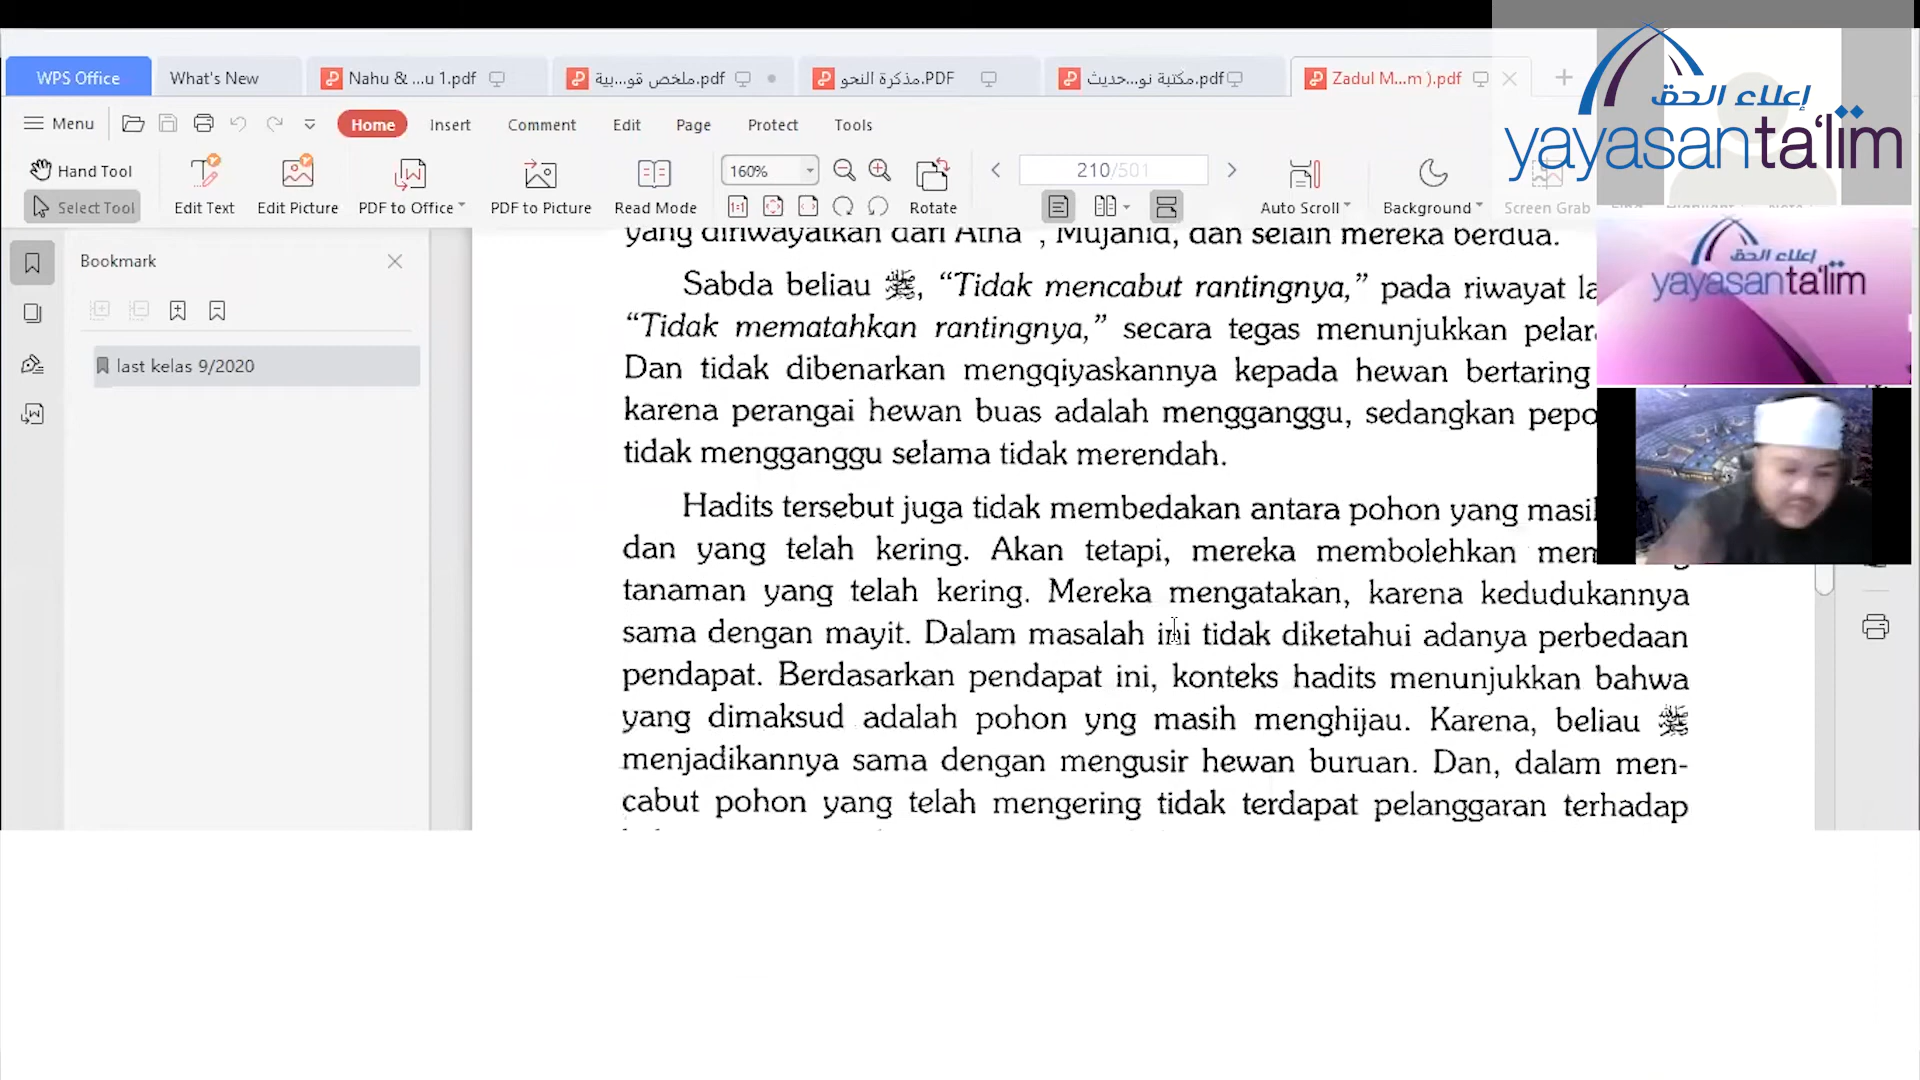 WPS Office
What's New
Nahu & ...u 1.pdf
ملخص قو...بية.pdf
مذكرة النحو.PDF
مكتبة نو...حديث.pdf
Zadul M...m ).pdf
Menu
Home
Insert
Comment
Edit
Page
Protect
Tools
Hand Tool
Select Tool
Edit Text
Edit Picture
PDF to Office
PDF to Picture
Read Mode
160%
Rotate
210/501
Auto Scroll
Background
Screen Grab
إعلاء الحق
yayasanta'lim
إعلاء الحق
yayasanta'lim
Bookmark
last kelas 9/2020
yang diriwayatkan dari Atha`, Mujahid, dan selain mereka berdua.
Sabda beliau ﷺ, “Tidak mencabut rantingnya,” pada riwayat la
“Tidak mematahkan rantingnya,” secara tegas menunjukkan pelar
Dan tidak dibenarkan mengqiyaskannya kepada hewan bertaring
karena perangai hewan buas adalah mengganggu, sedangkan pepo
tidak mengganggu selama tidak merendah.
Hadits tersebut juga tidak membedakan antara pohon yang masi
dan yang telah kering. Akan tetapi, mereka membolehkan mem
tanaman yang telah kering. Mereka mengatakan, karena kedudukannya
sama dengan mayit. Dalam masalah ini tidak diketahui adanya perbedaan
pendapat. Berdasarkan pendapat ini, konteks hadits menunjukkan bahwa
yang dimaksud adalah pohon yng masih menghijau. Karena, beliau ﷺ
menjadikannya sama dengan mengusir hewan buruan. Dan, dalam men-
cabut pohon yang telah mengering tidak terdapat pelanggaran terhadap